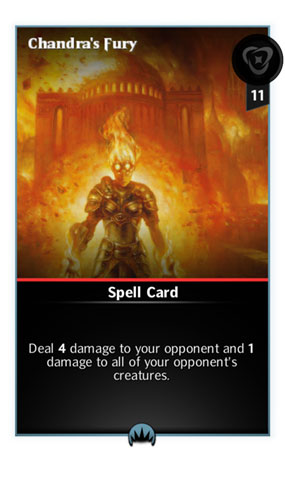 Chandra's Fury
11
Spell Card
Deal 4 damage to your opponent and 1
damage to all of your opponent's
creatures.